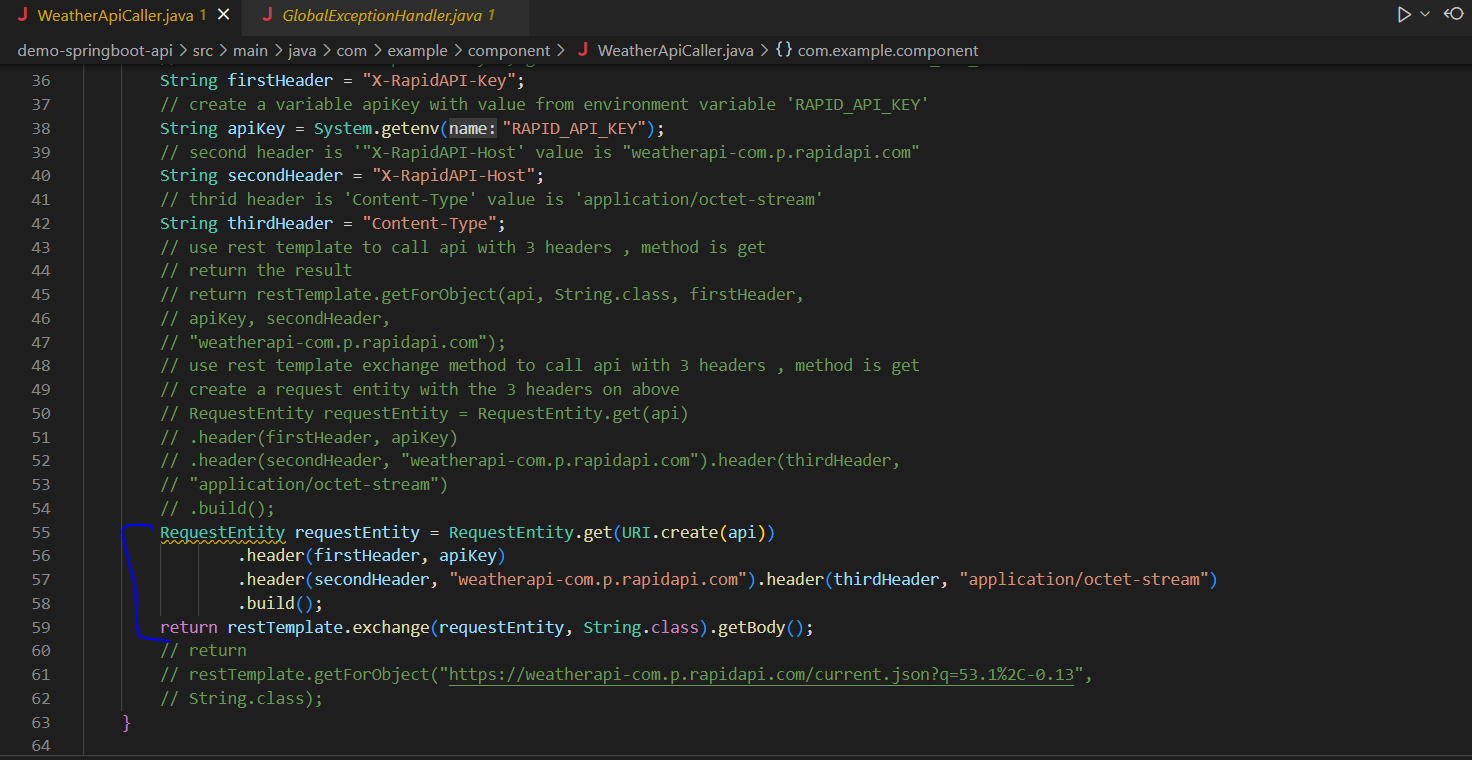 WeatherApiCaller.java 1
GlobalExceptionHandler.java 1
demo-springboot-api > src > main > java > com > example > component > WeatherApiCaller.java > {} com.example.component
36 String firstHeader = "X-RapidAPI-Key";
37 // create a variable apiKey with value from environment variable 'RAPID_API_KEY'
38 String apiKey = System.getenv(name: "RAPID_API_KEY");
39 // second header is '"X-RapidAPI-Host' value is "weatherapi-com.p.rapidapi.com"
40 String secondHeader = "X-RapidAPI-Host";
41 // thrid header is 'Content-Type' value is 'application/octet-stream'
42 String thirdHeader = "Content-Type";
43 // use rest template to call api with 3 headers , method is get
44 // return the result
45 // return restTemplate.getForObject(api, String.class, firstHeader,
46 // apiKey, secondHeader,
47 // "weatherapi-com.p.rapidapi.com");
48 // use rest template exchange method to call api with 3 headers , method is get
49 // create a request entity with the 3 headers on above
50 // RequestEntity requestEntity = RequestEntity.get(api)
51 // .header(firstHeader, apiKey)
52 // .header(secondHeader, "weatherapi-com.p.rapidapi.com").header(thirdHeader,
53 // "application/octet-stream")
54 // .build();
55 RequestEntity requestEntity = RequestEntity.get(URI.create(api))
56 .header(firstHeader, apiKey)
57 .header(secondHeader, "weatherapi-com.p.rapidapi.com").header(thirdHeader, "application/octet-stream")
58 .build();
59 return restTemplate.exchange(requestEntity, String.class).getBody();
60 // return
61 // restTemplate.getForObject("https://weatherapi-com.p.rapidapi.com/current.json?q=53.1%2C-0.13",
62 // String.class);
63 }
64